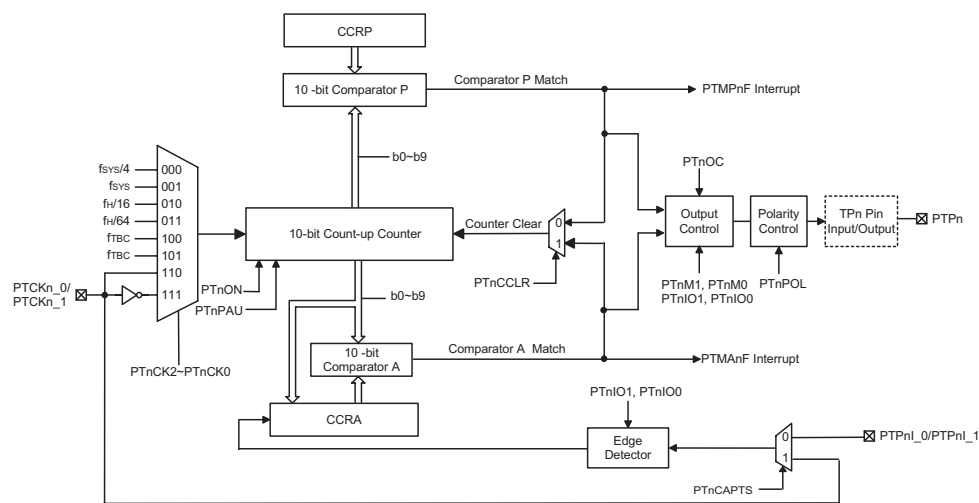 CCRP
10 -bit Comparator P
Comparator P Match
PTMPnF Interrupt
b0~b9
fSYS/4
000
fSYS
001
fH/16
010
fH/64
011
fTBC
100
fTBC
101
110
111
PTCKn_0/
PTCKn_1
PTnCK2~PTnCK0
10-bit Count-up Counter
PTnON
PTnPAU
Counter Clear
0
1
PTnCCLR
PTnOC
Output
Control
Polarity
Control
TPn Pin
Input/Output
PTPn
PTnM1, PTnM0
PTnIO1, PTnIO0
PTnPOL
b0~b9
10 -bit
Comparator A
Comparator A Match
PTMAnF Interrupt
CCRA
PTnIO1, PTnIO0
Edge
Detector
0
1
PTPnI_0/PTPnI_1
PTnCAPTS